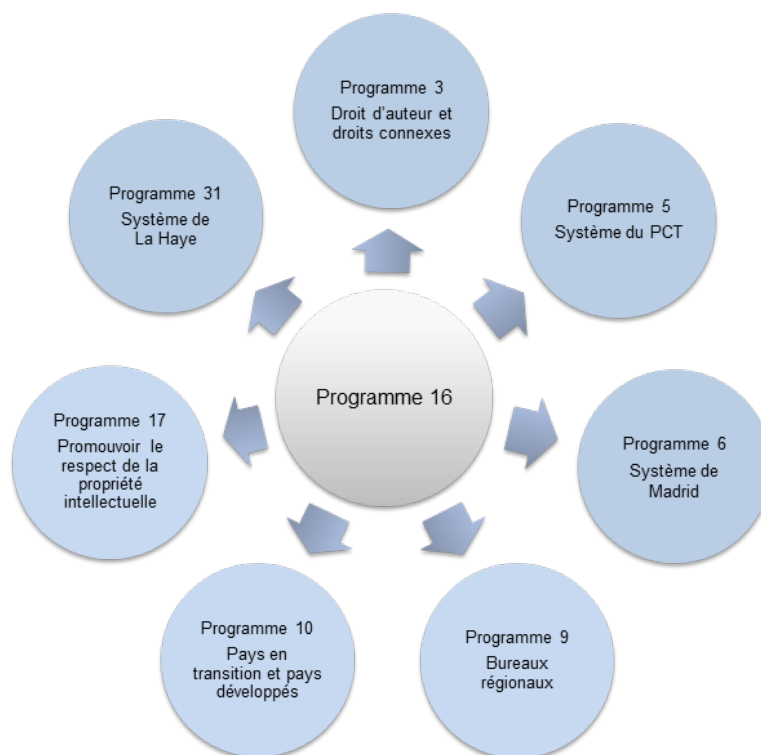 Programme 3
Droit d'auteur et
droits connexes
Programme 31
Système de
La Haye
Programme 5
Système du PCT
Programme 16
Programme 17
Promouvoir le
respect de la
propriété
intellectuelle
Programme 6
Système de
Madrid
Programme 10
Pays en
transition et pays
développés
Programme 9
Bureaux
régionaux